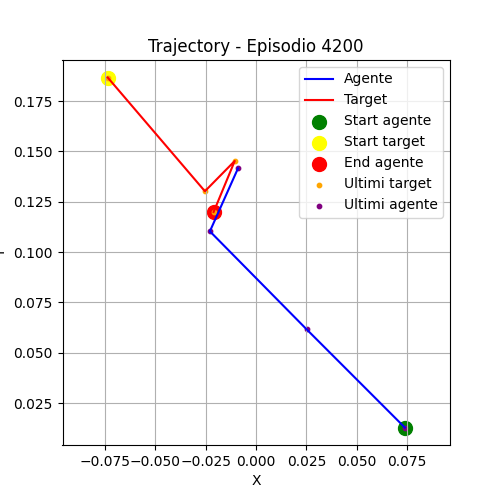 Trajectory - Episodio 4200
Agente
Target
Start agente
Start target
End agente
Ultimi target
Ultimi agente
0.175
0.150
0.125
0.100
0.075
0.050
0.025
−0.075 −0.050 −0.025 0.000 0.025 0.050 0.075
X